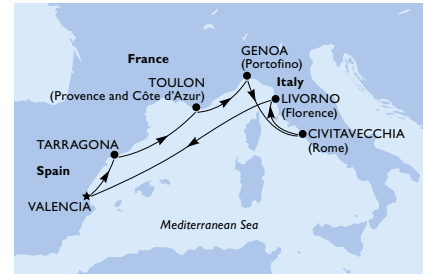 GENOA
(Portofino)
France
TOULON
(Provence and Côte d'Azur)
Italy
LIVORNO
(Florence)
CIVITAVECCHIA
(Rome)
TARRAGONA
Spain
VALENCIA
Mediterranean Sea